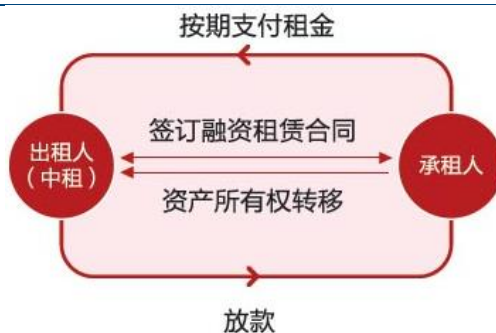 按期支付租金
签订融资租赁合同
出租人
（中租）
承租人
资产所有权转移
放款